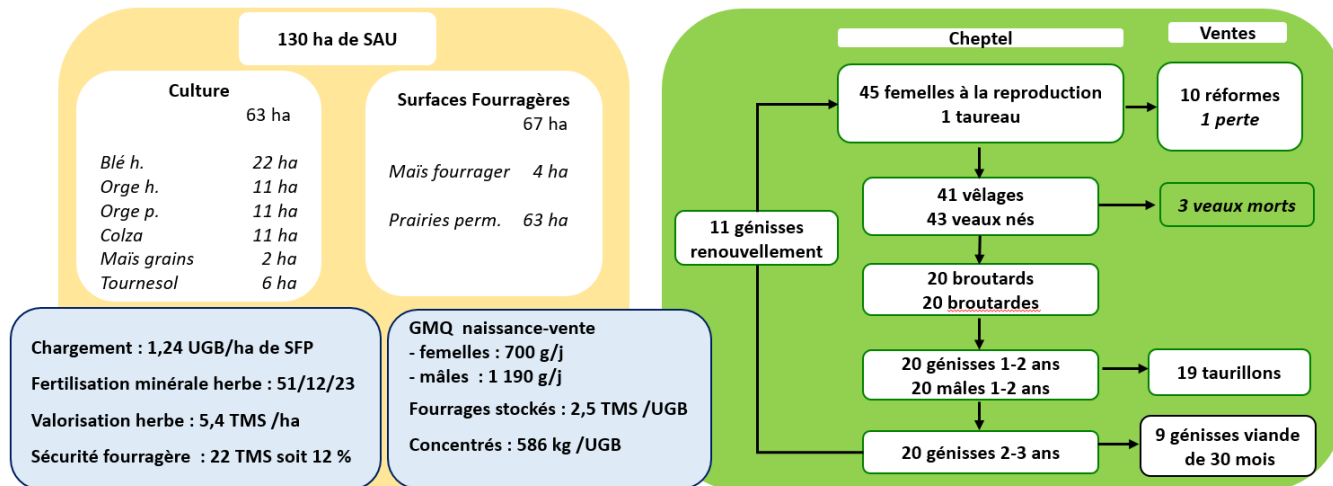 130 ha de SAU
Culture
63 ha
Blé h. 22 ha
Orge h. 11 ha
Orge p. 11 ha
Colza 11 ha
Maïs grains 2 ha
Tournesol 6 ha
Surfaces Fourragères
67 ha
Maïs fourrager 4 ha
Prairies perm. 63 ha
Chargement : 1,24 UGB/ha de SFP
Fertilisation minérale herbe : 51/12/23
Valorisation herbe : 5,4 TMS /ha
Sécurité fourragère : 22 TMS soit 12 %
GMQ naissance-vente
- femelles : 700 g/j
- mâles : 1 190 g/j
Fourrages stockés : 2,5 TMS /UGB
Concentrés : 586 kg /UGB
Cheptel
Ventes
45 femelles à la reproduction
1 taureau
10 réformes
1 perte
41 vêlages
43 veaux nés
3 veaux morts
11 génisses
renouvellement
20 broutards
20 broutardes
20 génisses 1-2 ans
20 mâles 1-2 ans
19 taurillons
20 génisses 2-3 ans
9 génisses viande
de 30 mois